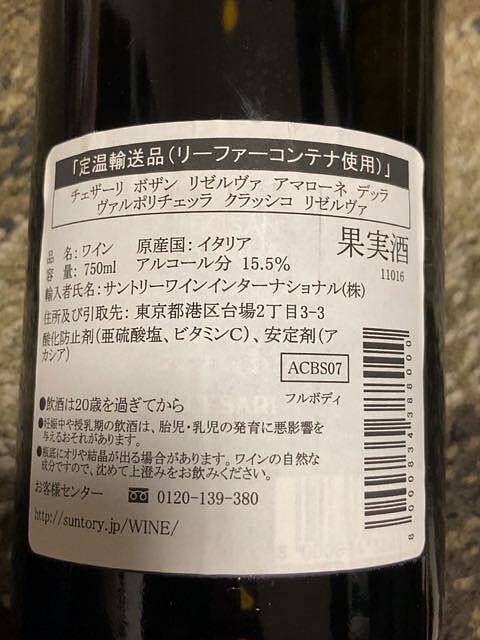 「定温輸送品(リーファーコンテナ使用)」
チェザーリ ボザン リゼルヴァ アマローネ デッラ
ヴァルポリチェッラ クラッシコ リゼルヴァ
品名:ワイン 原産国:イタリア
容量:750ml アルコール分 15.5%
果実酒
11016
輸入者氏名:サントリーワインインターナショナル(株)
住所及び引取先:東京都港区台場2丁目3-3
酸化防止剤(亜硫酸塩、ビタミンC)、安定剤(ア
カシア)
ACBS07
フルボディ
●飲酒は20歳を過ぎてから
●妊娠中や授乳期の飲酒は、胎児・乳児の発育に悪影響を
与えるおそれがあります。
●瓶底にオリや結晶が出る場合があります。ワインの自然な
成分ですので、沈めて上澄みをお飲みください。
お客様センター 0120-139-380
http://suntory.jp/WINE/
8000834388000